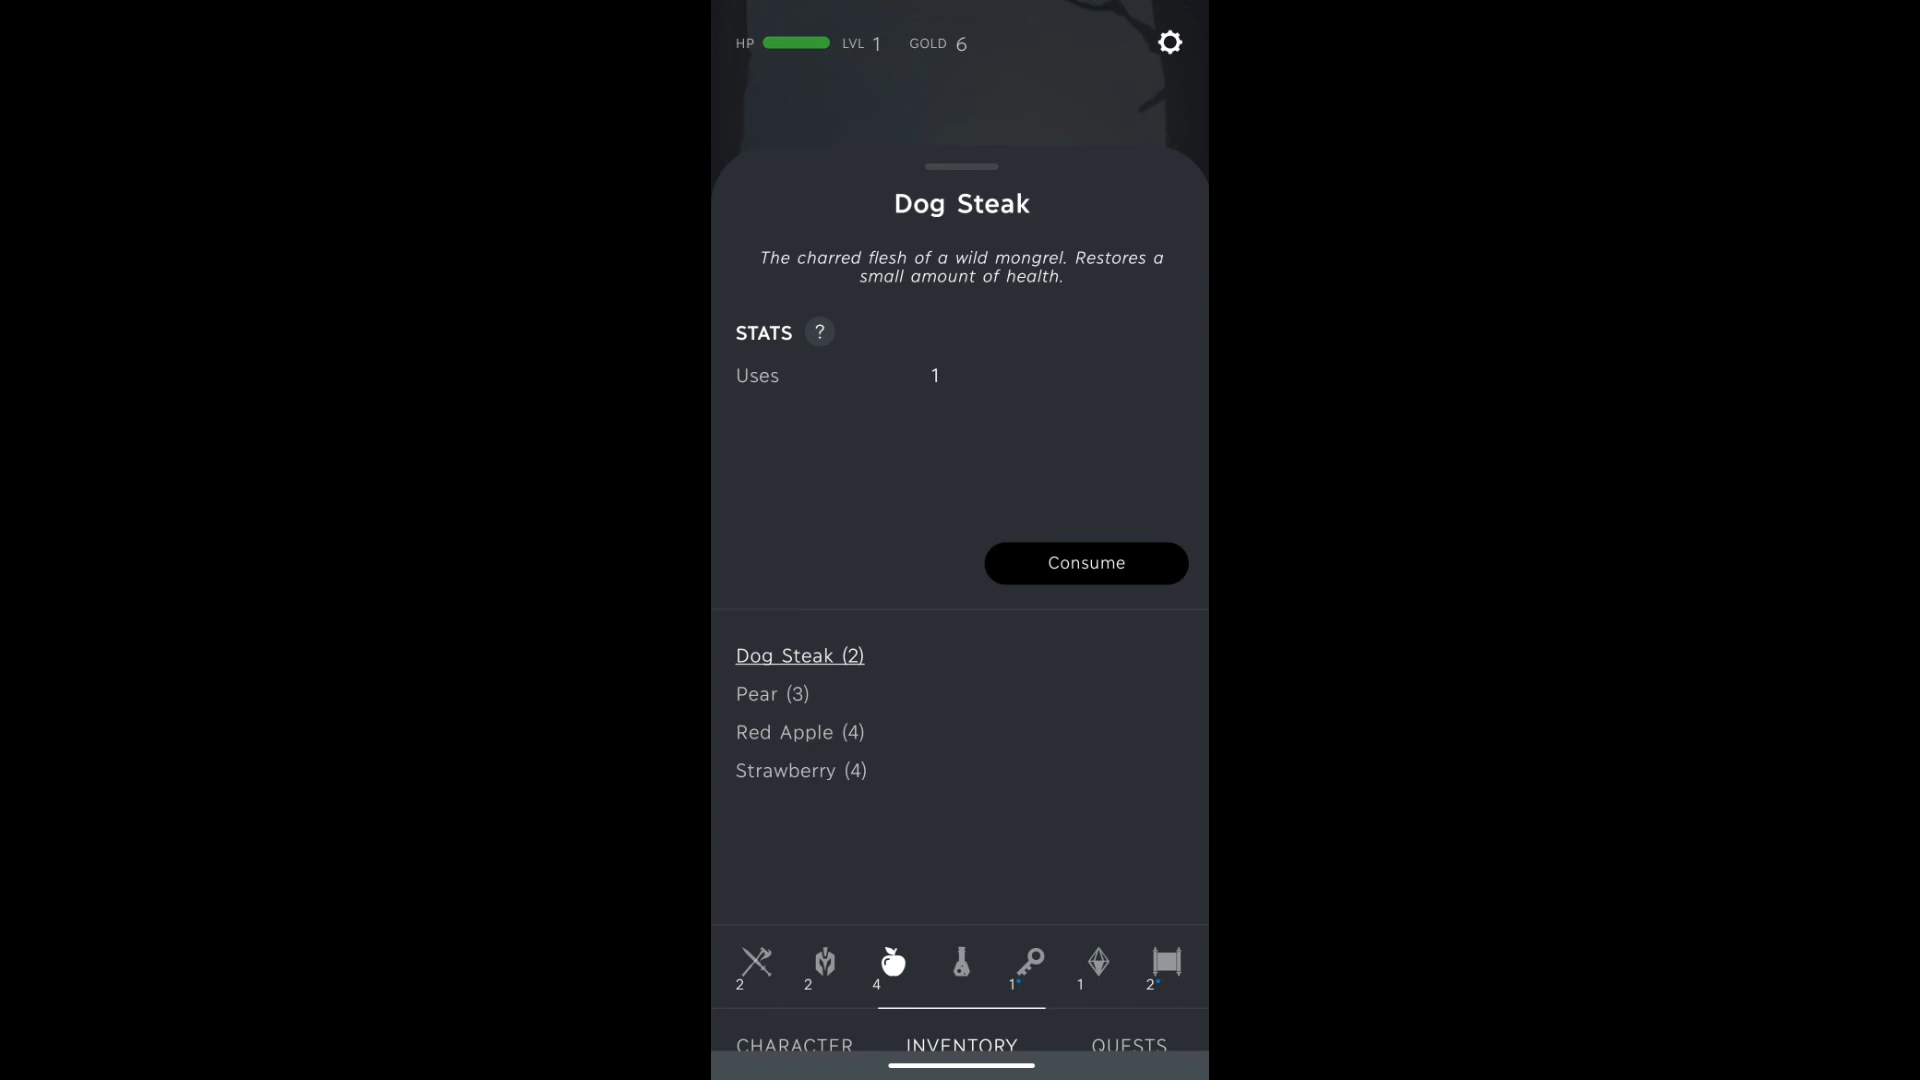 HP LVL 1 GOLD 6
Dog Steak
The charred flesh of a wild mongrel. Restores a
small amount of health.
STATS ?
Uses 1
Consume
Dog Steak (2)
Pear (3)
Red Apple (4)
Strawberry (4)
2 2 4 1 1 2
CHARACTER INVENTORY QUESTS